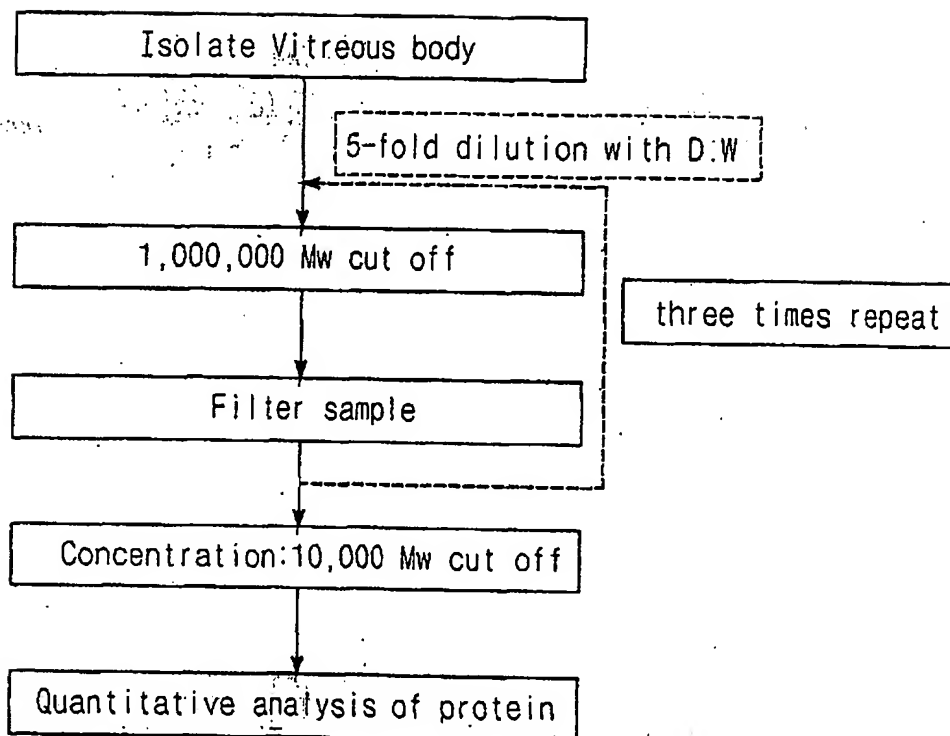 Isolate Vitreous body
5-fold dilution with D.W
1,000,000 Mw cut off
three times repeat
Filter sample
Concentration:10,000 Mw cut off
Quantitative analysis of protein